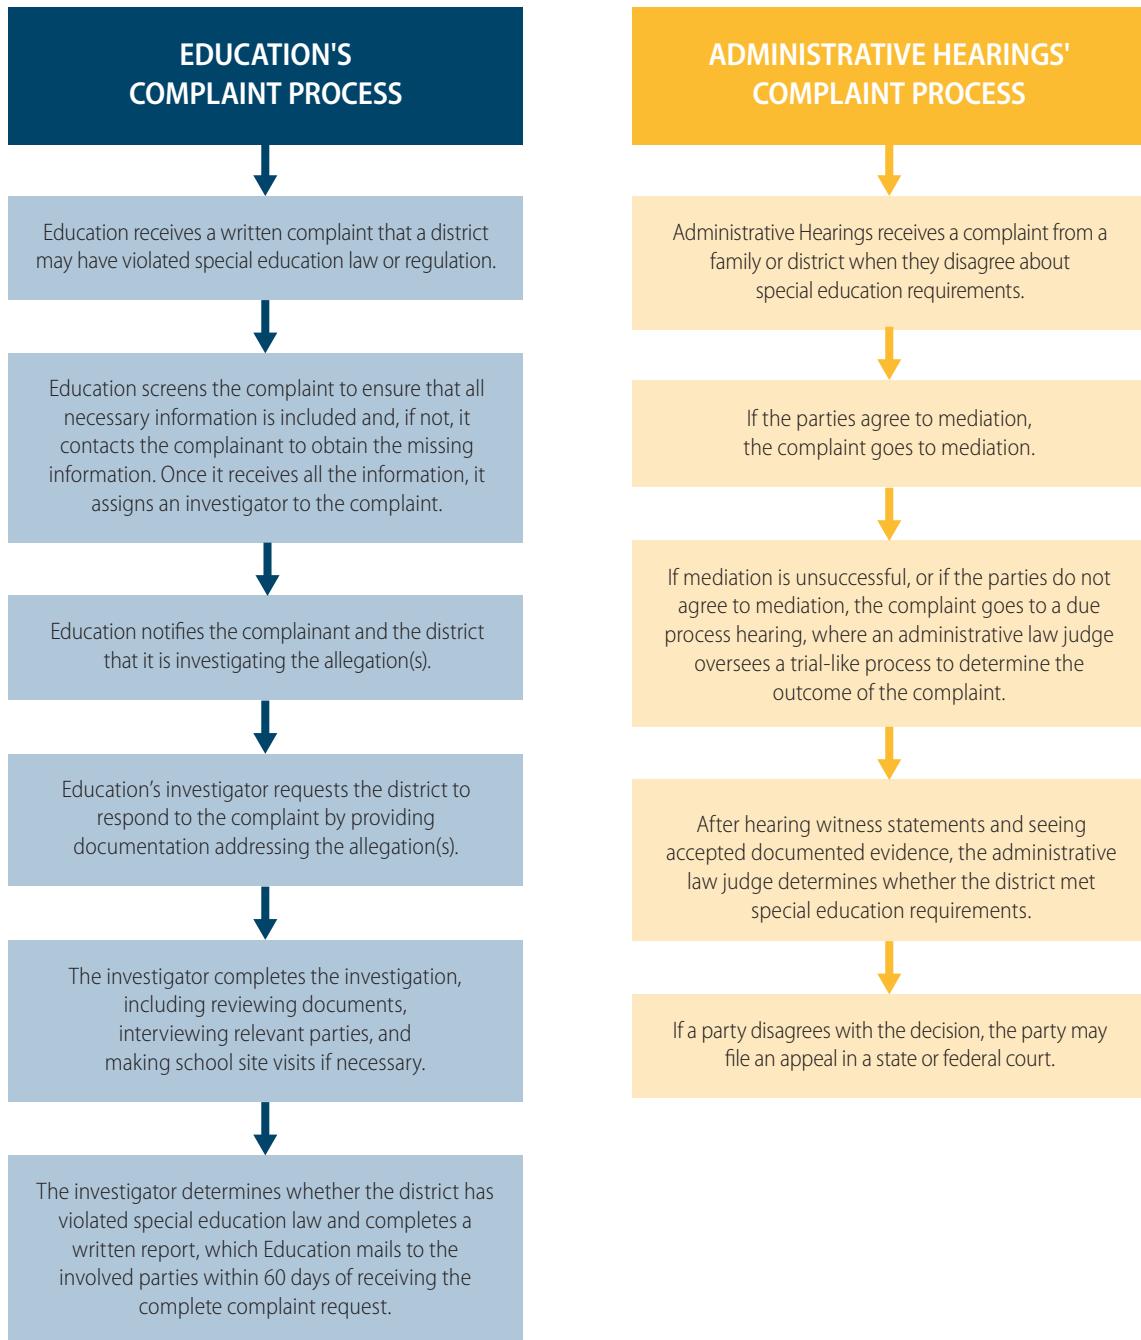 EDUCATION'S
COMPLAINT PROCESS
Education receives a written complaint that a district
may have violated special education law or regulation.
Education screens the complaint to ensure that all
necessary information is included and, if not, it
contacts the complainant to obtain the missing
information. Once it receives all the information, it
assigns an investigator to the complaint.
Education notifies the complainant and the district
that it is investigating the allegation(s).
Education’s investigator requests the district to
respond to the complaint by providing
documentation addressing the allegation(s).
The investigator completes the investigation,
including reviewing documents,
interviewing relevant parties, and
making school site visits if necessary.
The investigator determines whether the district has
violated special education law and completes a
written report, which Education mails to the
involved parties within 60 days of receiving the
complete complaint request.
ADMINISTRATIVE HEARINGS'
COMPLAINT PROCESS
Administrative Hearings receives a complaint from a
family or district when they disagree about
special education requirements.
If the parties agree to mediation,
the complaint goes to mediation.
If mediation is unsuccessful, or if the parties do not
agree to mediation, the complaint goes to a due
process hearing, where an administrative law judge
oversees a trial-like process to determine the
outcome of the complaint.
After hearing witness statements and seeing
accepted documented evidence, the administrative
law judge determines whether the district met
special education requirements.
If a party disagrees with the decision, the party may
file an appeal in a state or federal court.